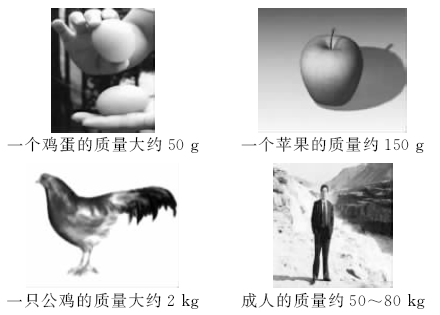 一个鸡蛋的质量大约 50 g
一个苹果的质量约 150 g
一只公鸡的质量大约 2 kg
成人的质量约 50～80 kg